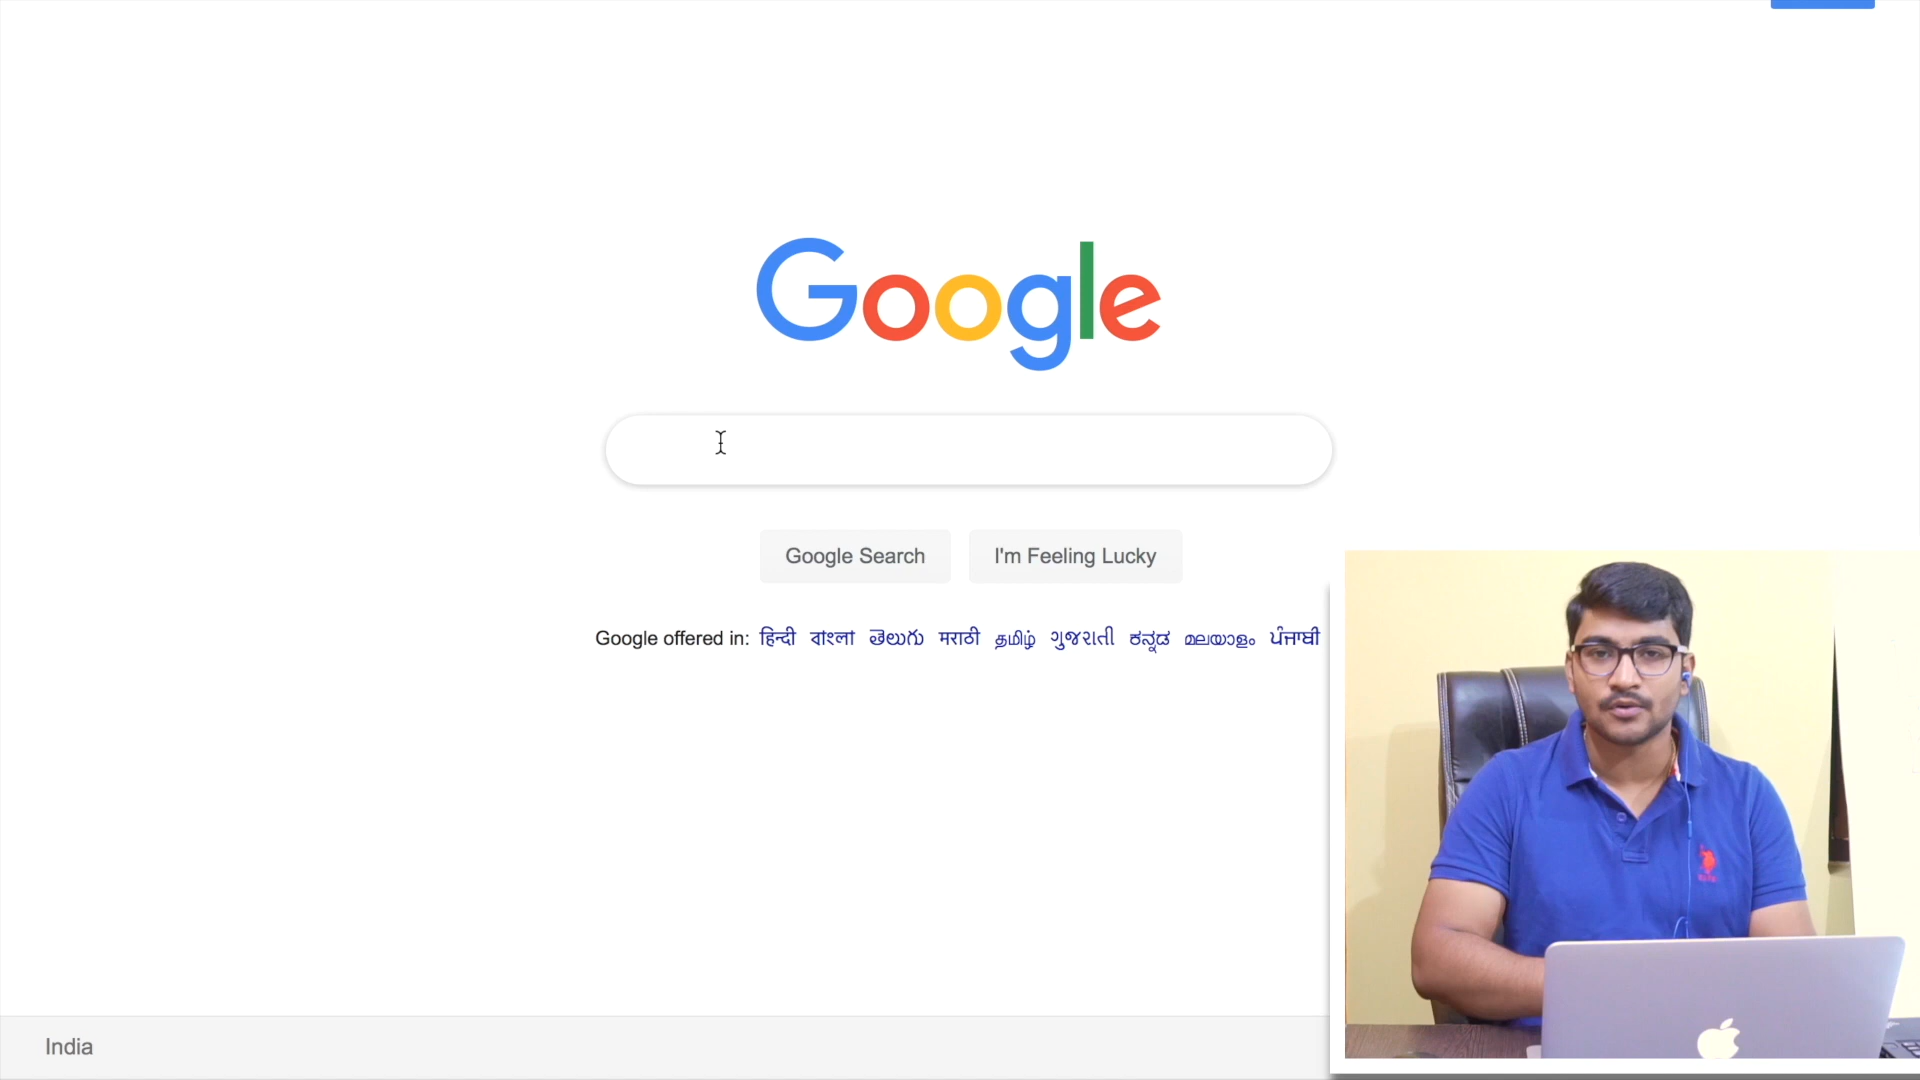 Google
Google Search
I'm Feeling Lucky
Google offered in: हिन्दी বাংলা తెలుగు मराठी தமிழ் ગુજરાતી ಕನ್ನಡ മലയാളം ਪੰਜਾਬੀ
India